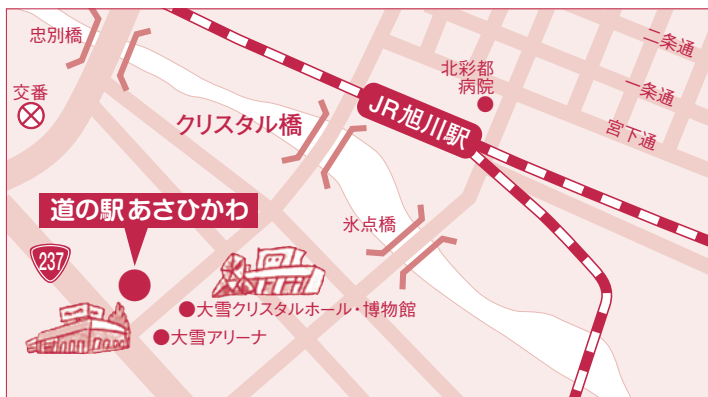 忠別橋
交番
クリスタル橋
JR旭川駅
北彩都
病院
二条通
一条通
宮下通
道の駅 あさひかわ
237
氷点橋
大雪クリスタルホール・博物館
大雪アリーナ